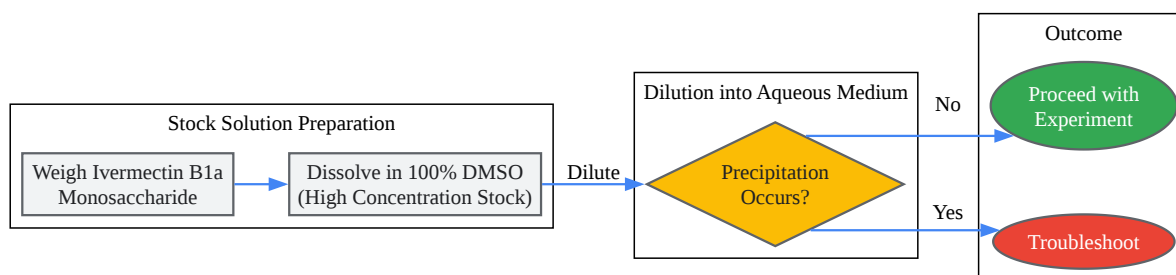 Stock Solution Preparation
Weigh Ivermectin B1a
Monosaccharide
Dissolve in 100% DMSO
(High Concentration Stock)
Dilute
Dilution into Aqueous Medium
Precipitation
Occurs?
No
Yes
Outcome
Proceed with
Experiment
Troubleshoot